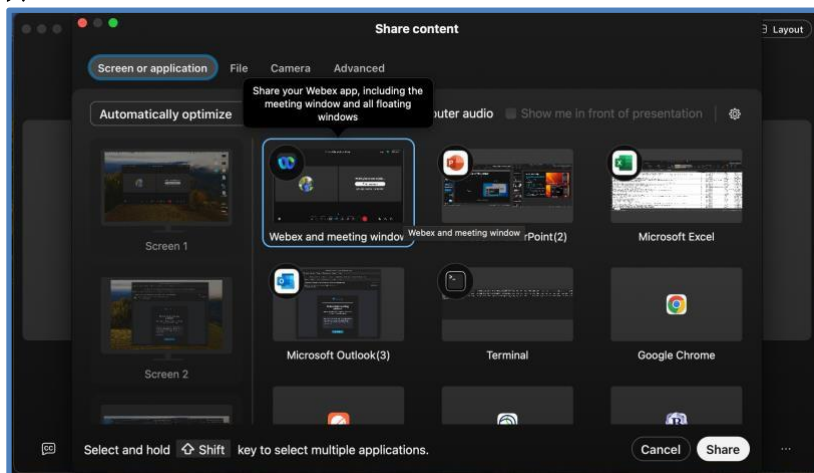 Share content
Layout
Screen or application File Camera Advanced
Share your Webex app, including the
meeting window and all floating
windows
Automatically optimize
uter audio Show me in front of presentation
Webex and meeting window
Webex and meeting window
Point(2)
Microsoft Excel
Screen 1
Microsoft Outlook(3)
Terminal
Google Chrome
Screen 2
CC
Select and hold Shift key to select multiple applications.
Cancel Share